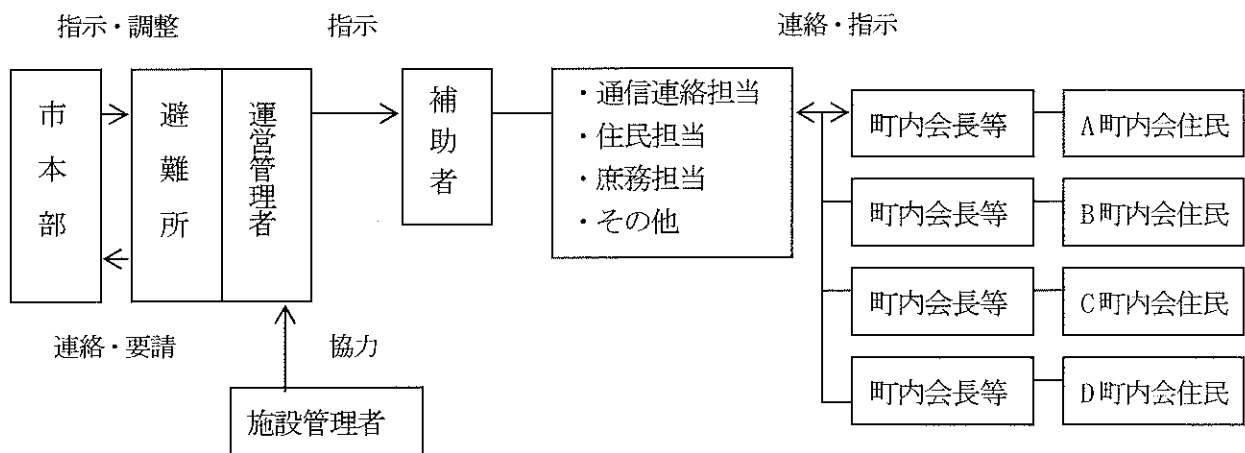 指示・調整
指示
連絡・指示
市本部
避難所
運営管理者
補助者
・通信連絡担当
・住民担当
・庶務担当
・その他
町内会長等
A町内会住民
町内会長等
B町内会住民
町内会長等
C町内会住民
町内会長等
D町内会住民
連絡・要請
協力
施設管理者